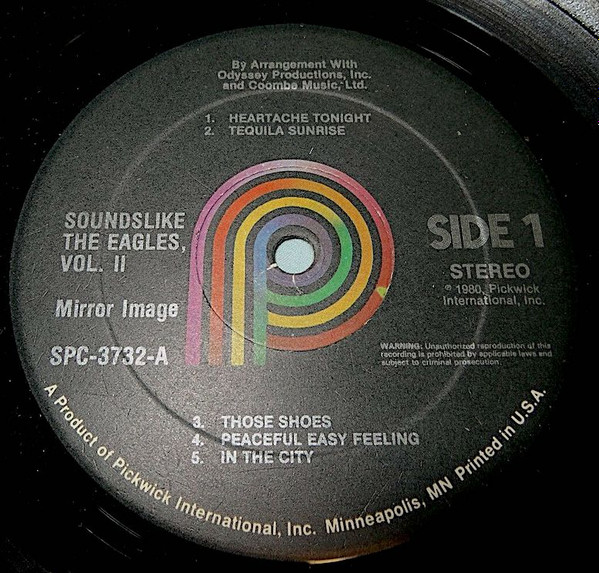 By Arrangement With
Odyssey Productions, Inc.
and Coombe Music, Ltd.
1. HEARTACHE TONIGHT
2. TEQUILA SUNRISE
SOUNDSLIKE
THE EAGLES,
VOL. II
Mirror Image
SPC-3732-A
SIDE 1
STEREO
℗ 1980, Pickwick
International, Inc.
WARNING: Unauthorized reproduction of this
recording is prohibited by applicable laws and
subject to criminal prosecution.
3. THOSE SHOES
4. PEACEFUL EASY FEELING
5. IN THE CITY
A Product of Pickwick International, Inc. Minneapolis, MN Printed in U.S.A.